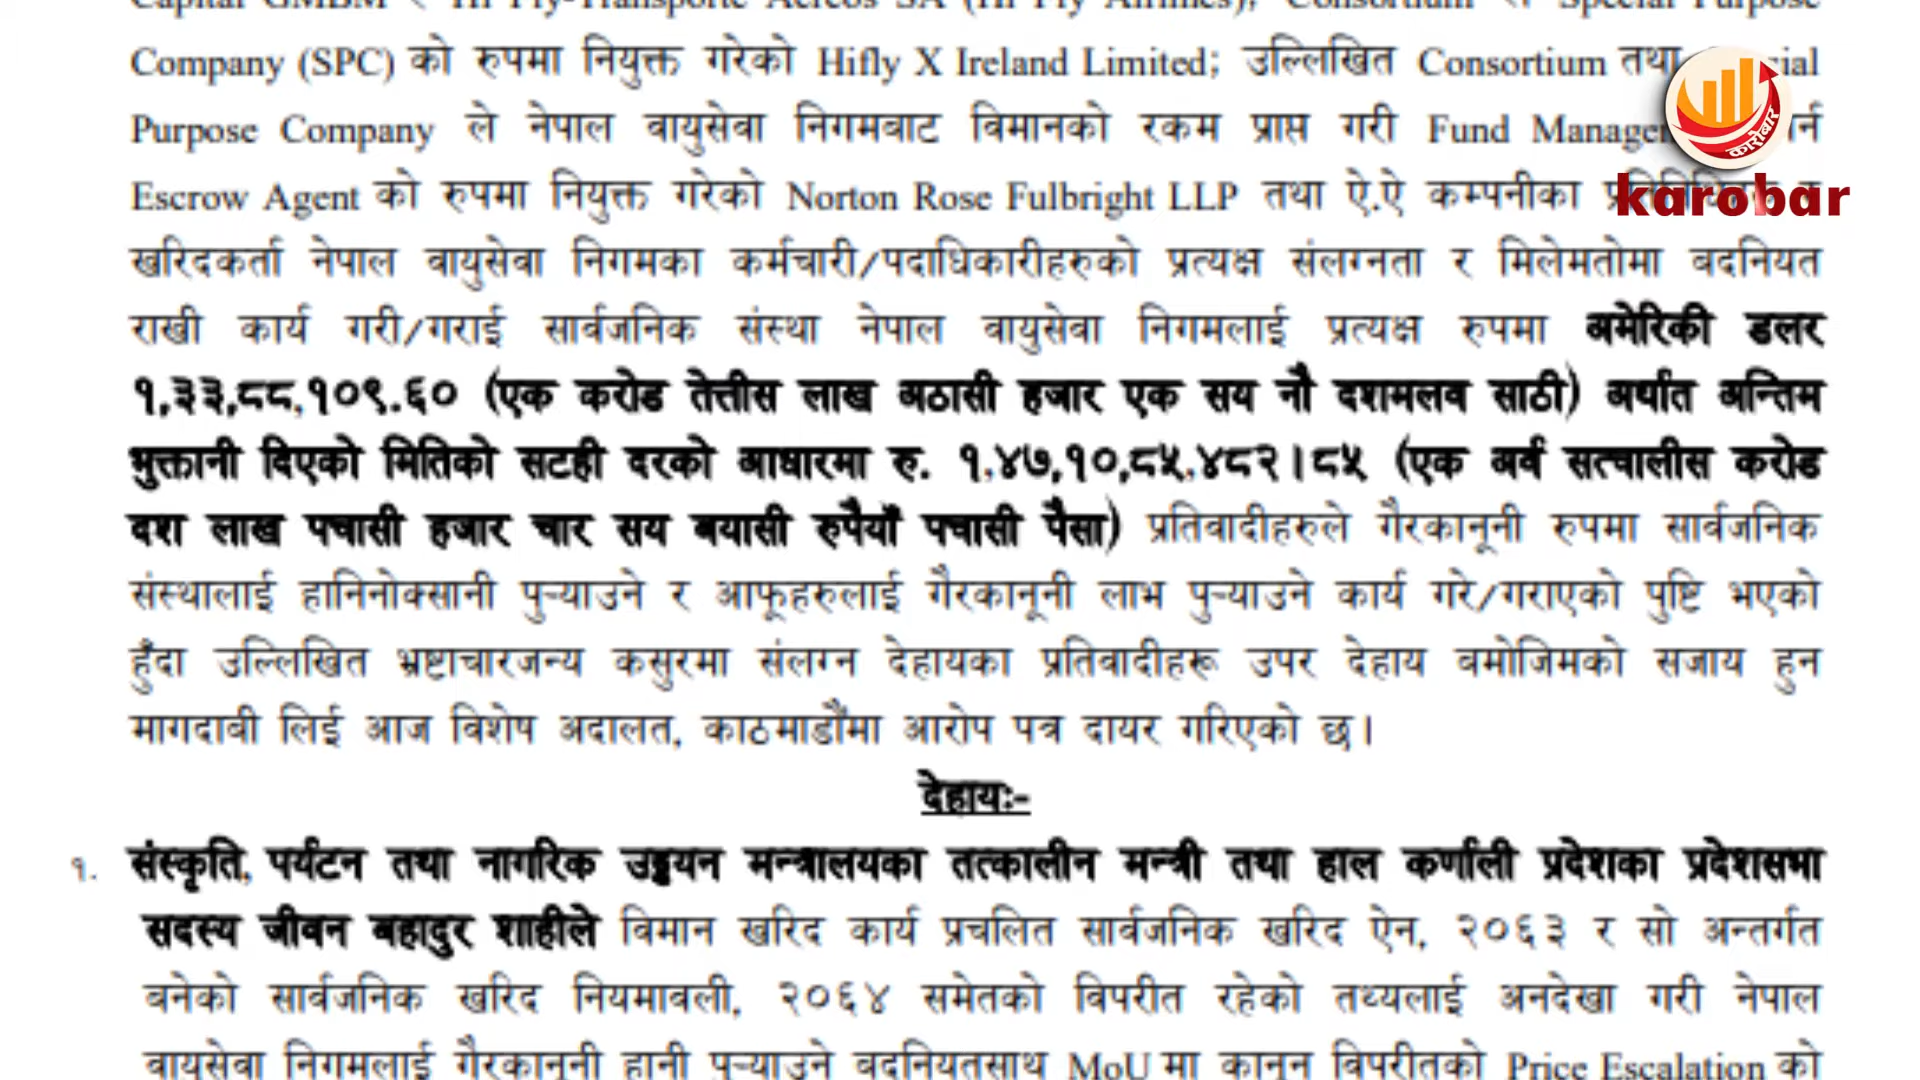 Capital GMBM र Hi Fly-Transporte Aereos SA (Hi Fly Airlines), Consortium ले Special Purpose
Company (SPC) को रुपमा नियुक्त गरेको Hifly X Ireland Limited; उल्लिखित Consortium तथा
Purpose Company ले नेपाल वायुसेवा निगमबाट विमानको रकम प्राप्त गरी Fund
कारोबार
karobar
Escrow Agent को रुपमा नियुक्त गरेको Norton Rose Fulbright LLP तथा ऐ.ऐ कम्पनीका
खरिदकर्ता नेपाल वायुसेवा निगमका कर्मचारी/पदाधिकारीहरुको प्रत्यक्ष संलग्नता र मिलेमतोमा बदनियत
राखी कार्य गरी/गराई सार्वजनिक संस्था नेपाल वायुसेवा निगमलाई प्रत्यक्ष रुपमा अमेरिकी डलर
१,३३,८८,१०९.६० (एक करोड तेत्तीस लाख अठासी हजार एक सय नौ दशमलव साठी) अर्थात अन्तिम
भुक्तानी दिएको मितिको सटही दरको आधारमा रु. १,४७,१०,८५,४८२।८५ (एक अर्व सत्चालीस करोड
दश लाख पचासी हजार चार सय बयासी रुपैयाँ पचासी पैसा) प्रतिवादीहरुले गैरकानूनी रुपमा सार्वजनिक
संस्थालाई हानिनोक्सानी पुऱ्याउने र आफूहरुलाई गैरकानूनी लाभ पुऱ्याउने कार्य गरे/गराएको पुष्टि भएको
हुँदा उल्लिखित भ्रष्टाचारजन्य कसुरमा संलग्न देहायका प्रतिवादीहरू उपर देहाय बमोजिमको सजाय हुन
मागदाबी लिई आज विशेष अदालत, काठमाडौँमा आरोप पत्र दायर गरिएको छ।
देहायः-
१. संस्कृति, पर्यटन तथा नागरिक उड्डयन मन्त्रालयका तत्कालीन मन्त्री तथा हाल कर्णाली प्रदेशका प्रदेशसभा
सदस्य जीवन बहादुर शाहीले विमान खरिद कार्य प्रचलित सार्वजनिक खरिद ऐन, २०६३ र सो अन्तर्गत
बनेको सार्वजनिक खरिद नियमावली, २०६४ समेतको विपरीत रहेको तथ्यलाई अनदेखा गरी नेपाल
वायुसेवा निगमलाई गैरकानूनी हानी पुऱ्याउने बदनियतसाथ MoU मा कानून विपरीतको Price Escalation को